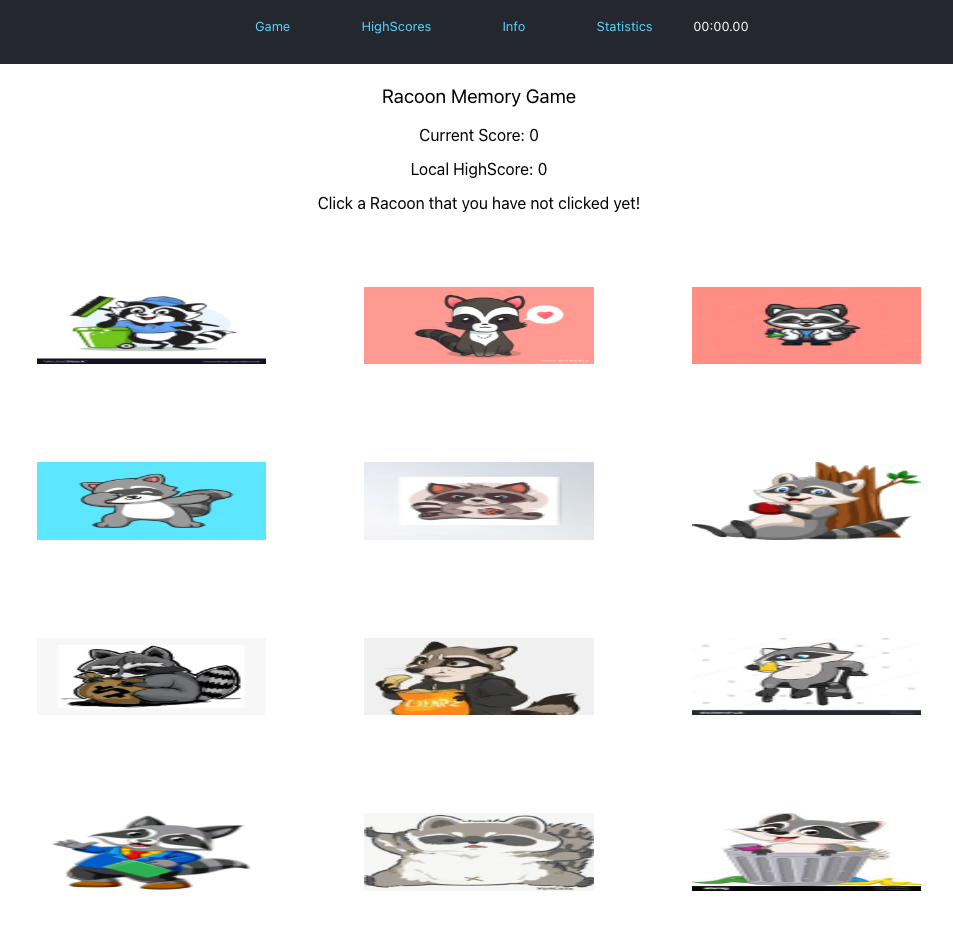 Game HighScores Info Statistics 00:00.00
Racoon Memory Game
Current Score: 0
Local HighScore: 0
Click a Racoon that you have not clicked yet!